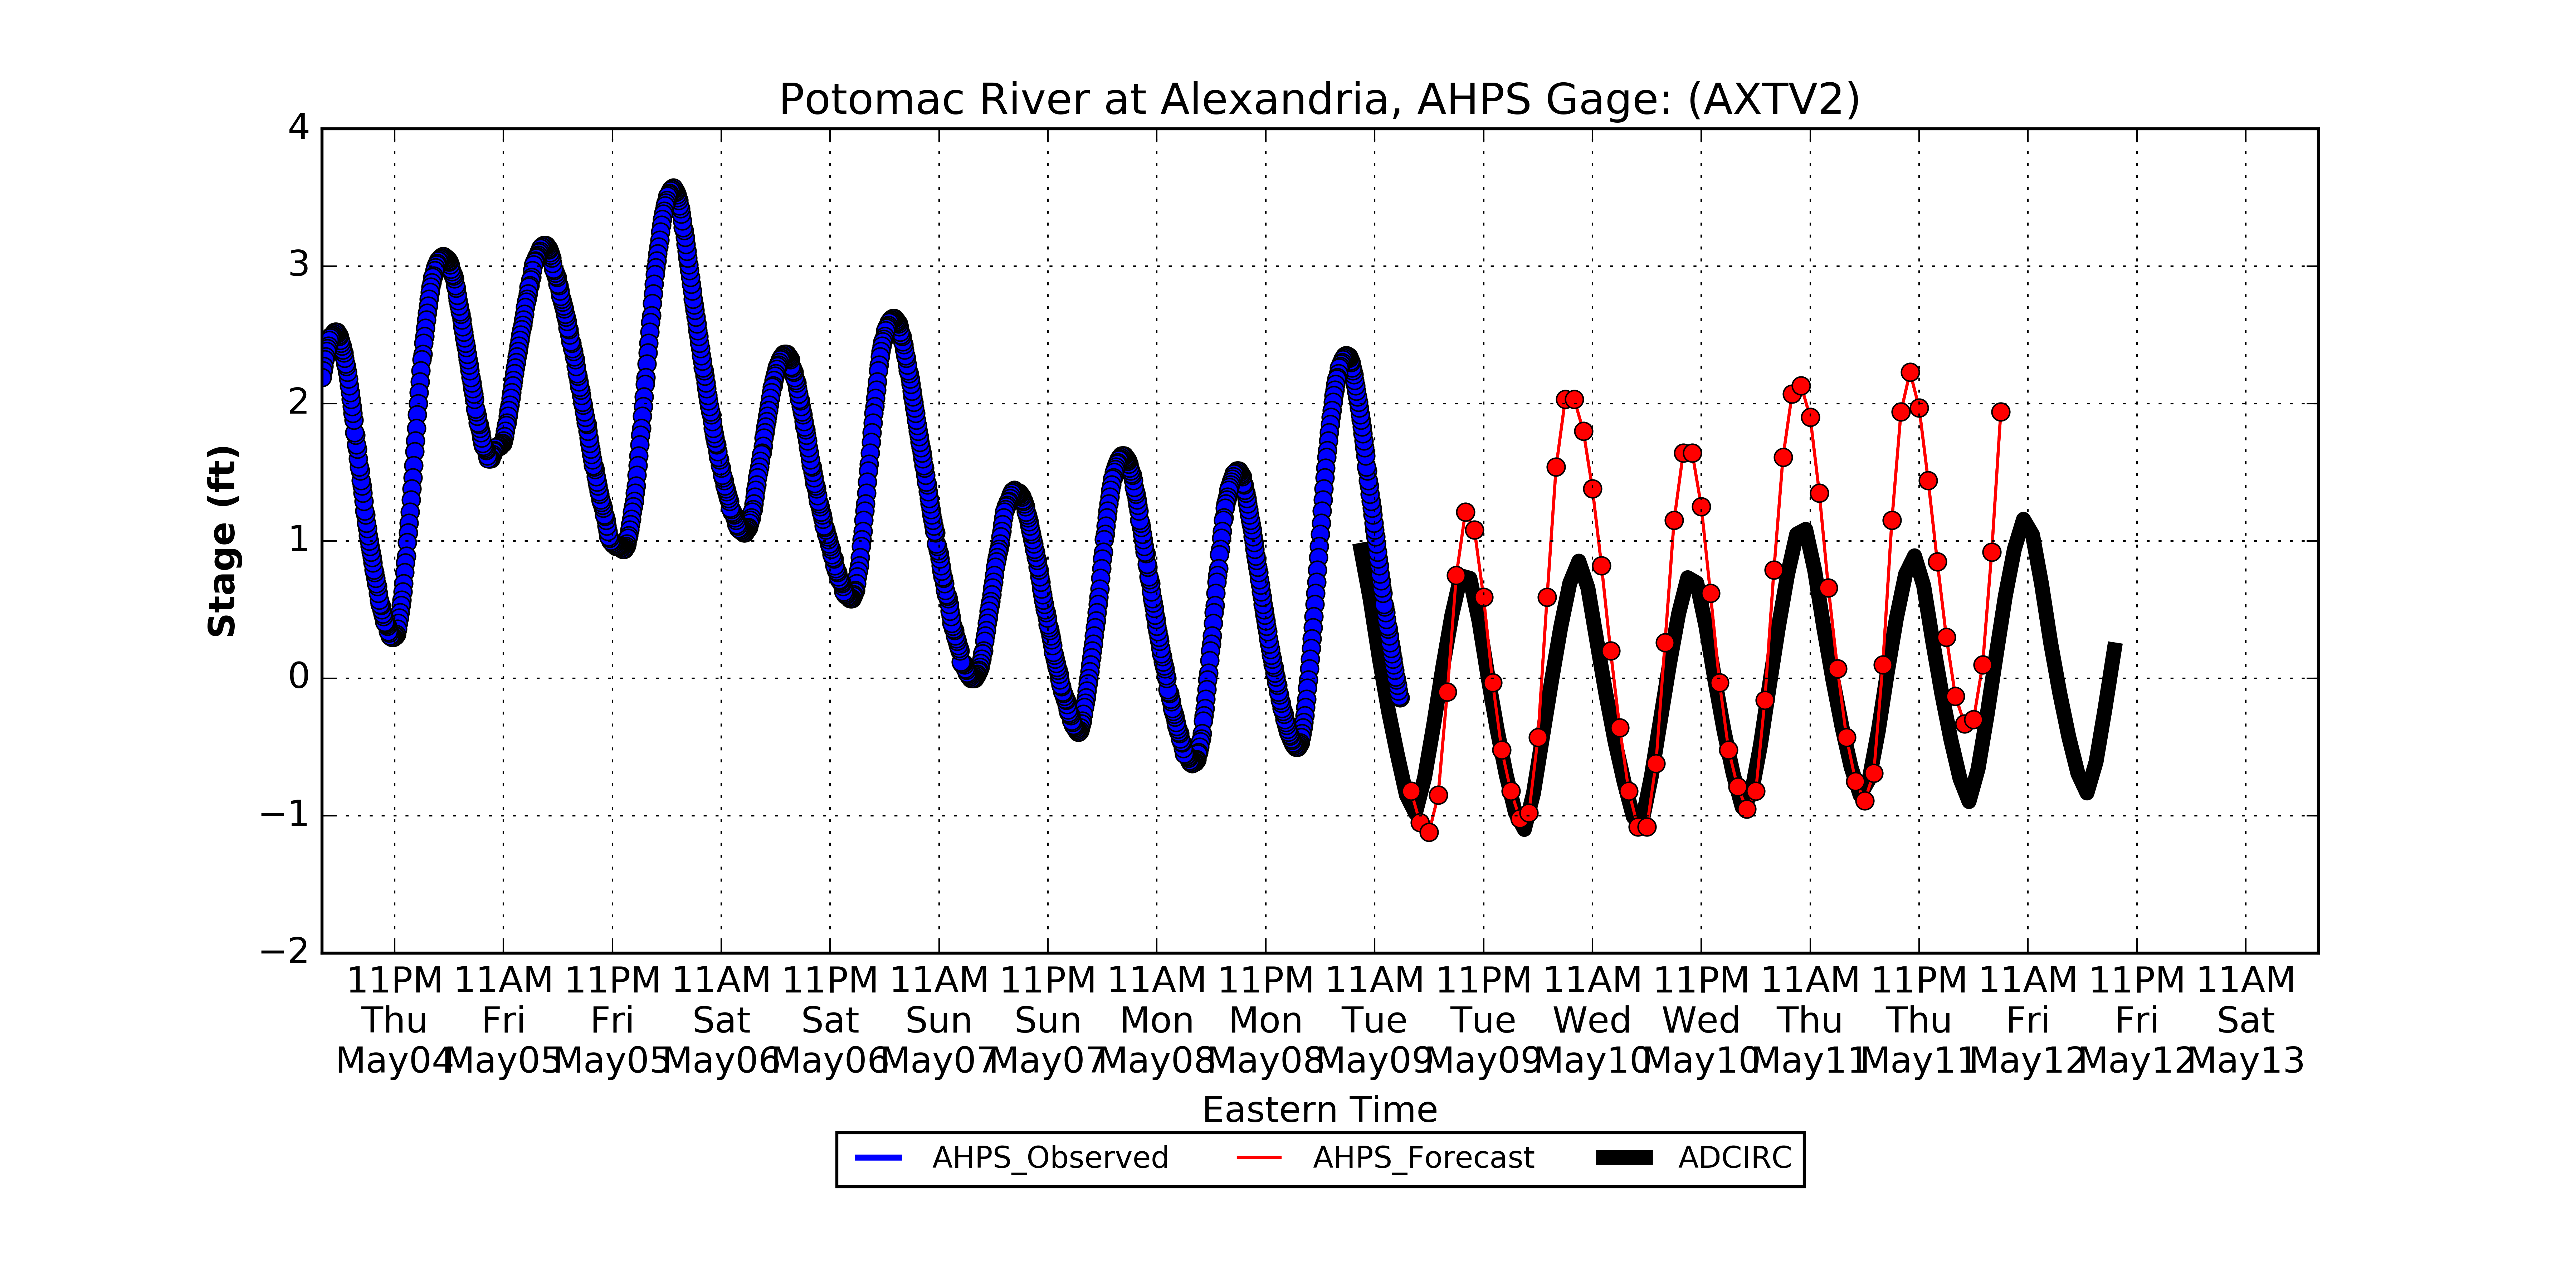 Potomac River at Alexandria, AHPS Gage: (AXTV2)
4
3
2
1
0
−1
−2
Stage (ft)
11PM 11AM 11PM 11AM 11PM 11AM 11PM 11AM 11PM 11AM 11PM 11AM 11PM 11AM 11PM 11AM 11PM 11AM
Thu Fri Fri Sat Sat Sun Sun Mon Mon Tue Tue Wed Wed Thu Thu Fri Fri Sat
May04 May05 May05 May06 May06 May07 May07 May08 May08 May09 May09 May10 May10 May11 May11 May12 May12 May13
Eastern Time
AHPS_Observed AHPS_Forecast ADCIRC